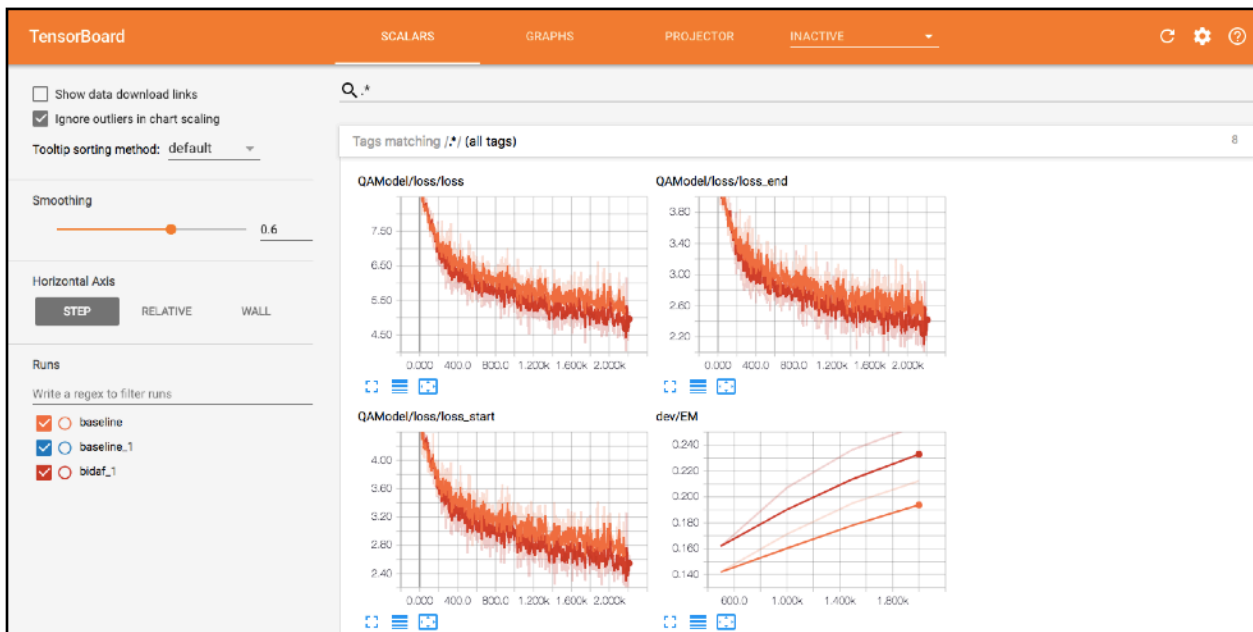 TensorBoard SCALARS GRAPHS PROJECTOR INACTIVE
Show data download links
Ignore outliers in chart scaling
Tooltip sorting method: default
Smoothing
0.6
Horizontal Axis
STEP RELATIVE WALL
Runs
Write a regex to filter runs
baseline
baseline_1
bidaf_1
.*
Tags matching /.*/ (all tags) 8
QAModel/loss/loss
7.50
6.50
5.50
4.50
0.000 400.0 800.0 1.200k 1.600k 2.000k
QAModel/loss/loss_end
3.80
3.40
3.00
2.60
2.20
0.000 400.0 800.0 1.200k 1.600k 2.000k
QAModel/loss/loss_start
4.00
3.60
3.20
2.80
2.40
0.000 400.0 800.0 1.200k 1.600k 2.000k
dev/EM
0.240
0.220
0.200
0.180
0.160
0.140
600.0 1.000k 1.400k 1.800k